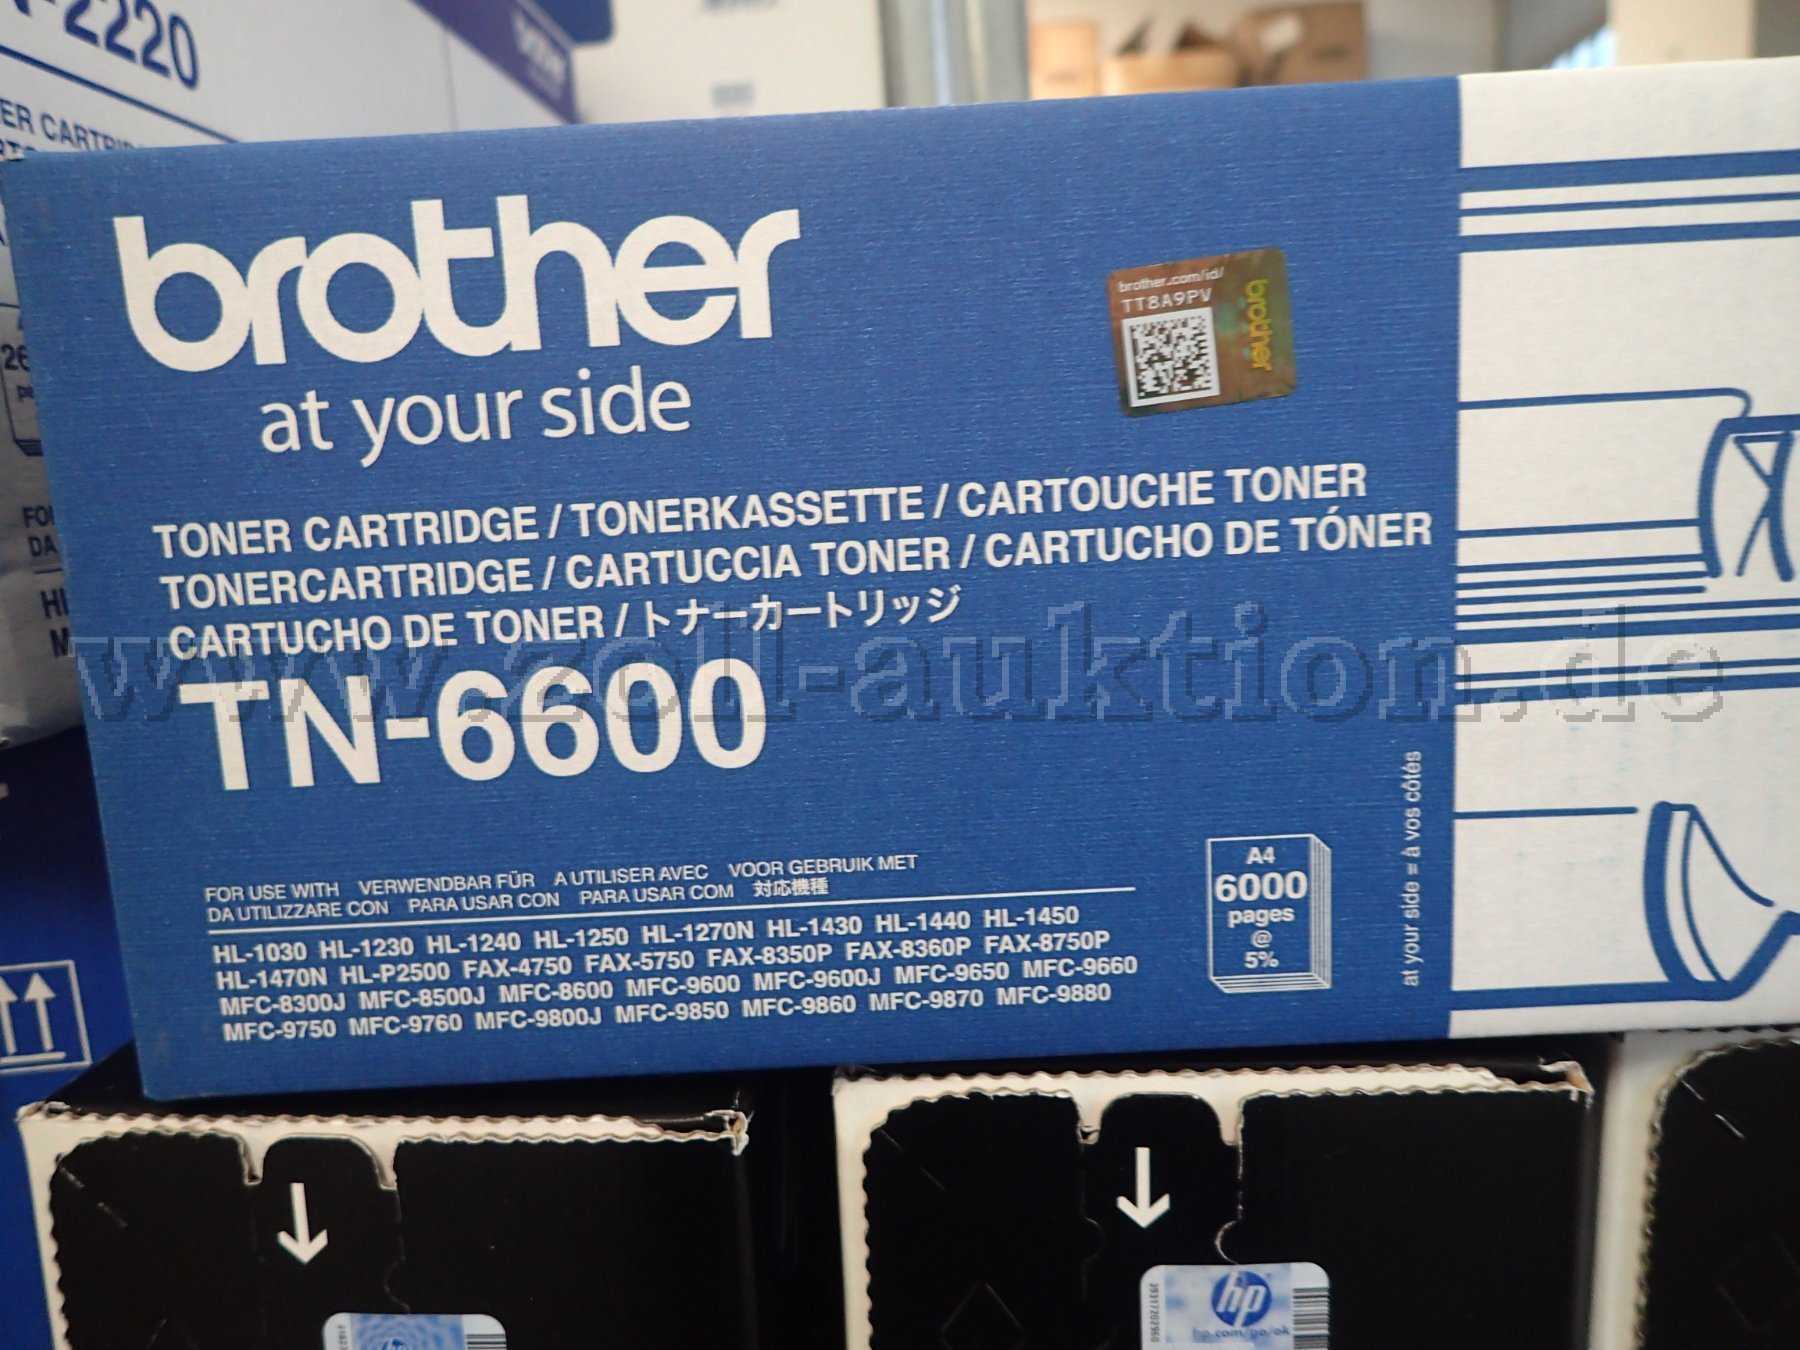 -2220
ER CARTRID
brother
at your side
brother.com/id/
TT8A9PV
brother
TONER CARTRIDGE / TONERKASSETTE / CARTOUCHE TONER
TONERCARTRIDGE / CARTUCCIA TONER / CARTUCHO DE TÓNER
CARTUCHO DE TONER / トナーカートリッジ
www.zoll-auktion.de
TN-6600
FOR USE WITH VERWENDBAR FÜR A UTILISER AVEC VOOR GEBRUIK MET
DA UTILIZZARE CON PARA USAR CON PARA USAR COM 対応機種
HL-1030 HL-1230 HL-1240 HL-1250 HL-1270N HL-1430 HL-1440 HL-1450
HL-1470N HL-P2500 FAX-4750 FAX-5750 FAX-8350P FAX-8360P FAX-8750P
MFC-8300J MFC-8500J MFC-8600 MFC-9600 MFC-9600J MFC-9650 MFC-9660
MFC-9750 MFC-9760 MFC-9800J MFC-9850 MFC-9860 MFC-9870 MFC-9880
A4
6000
pages
@
5%
at your side = à vos côtés
hp
hp.com/go/ok